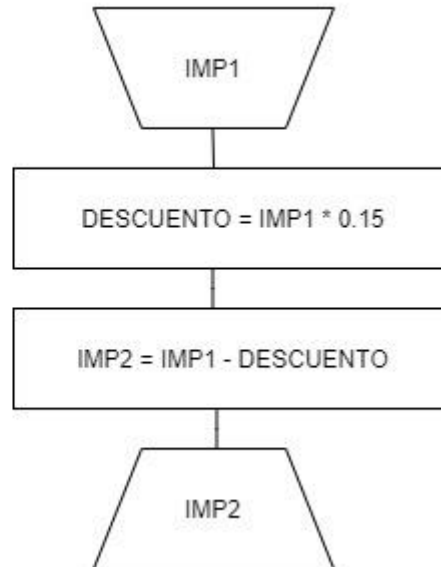 IMP1
DESCUENTO = IMP1 * 0.15
IMP2 = IMP1 - DESCUENTO
IMP2